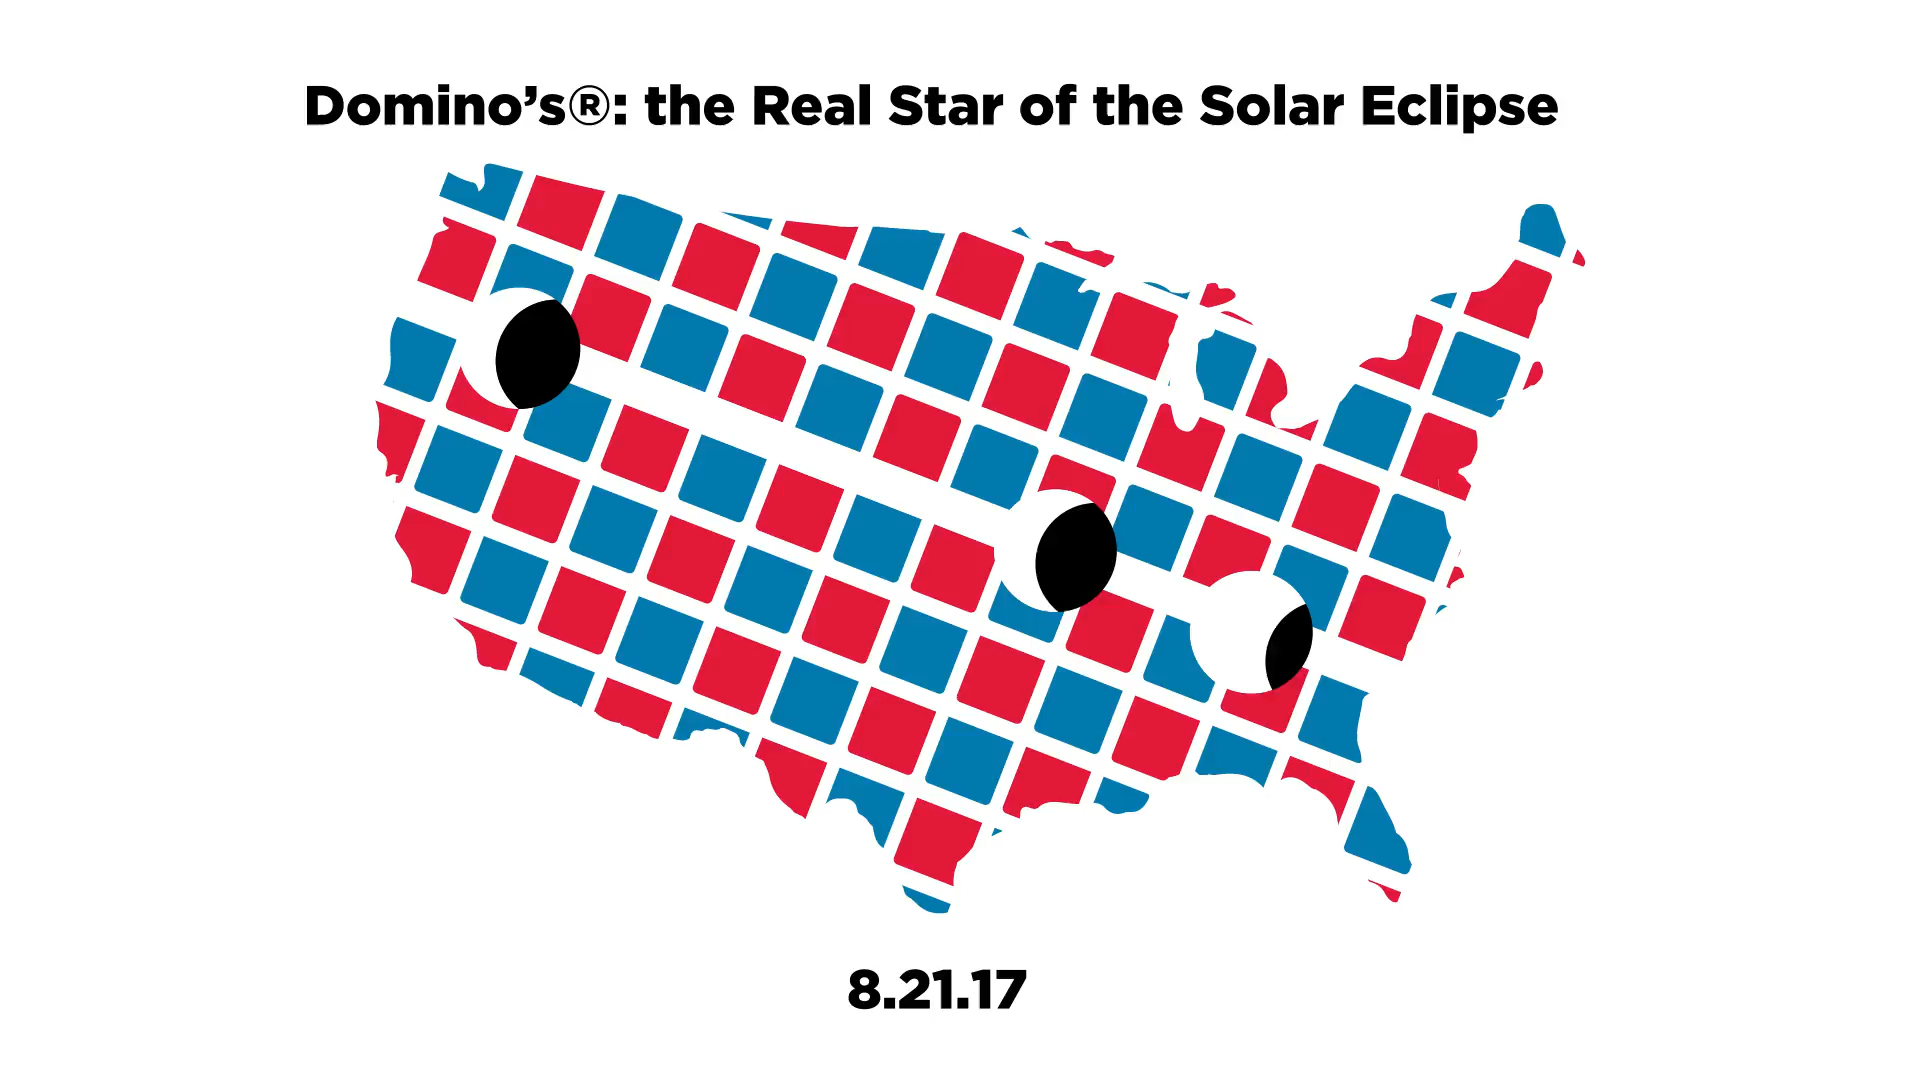 Domino’s®: the Real Star of the Solar Eclipse
8.21.17